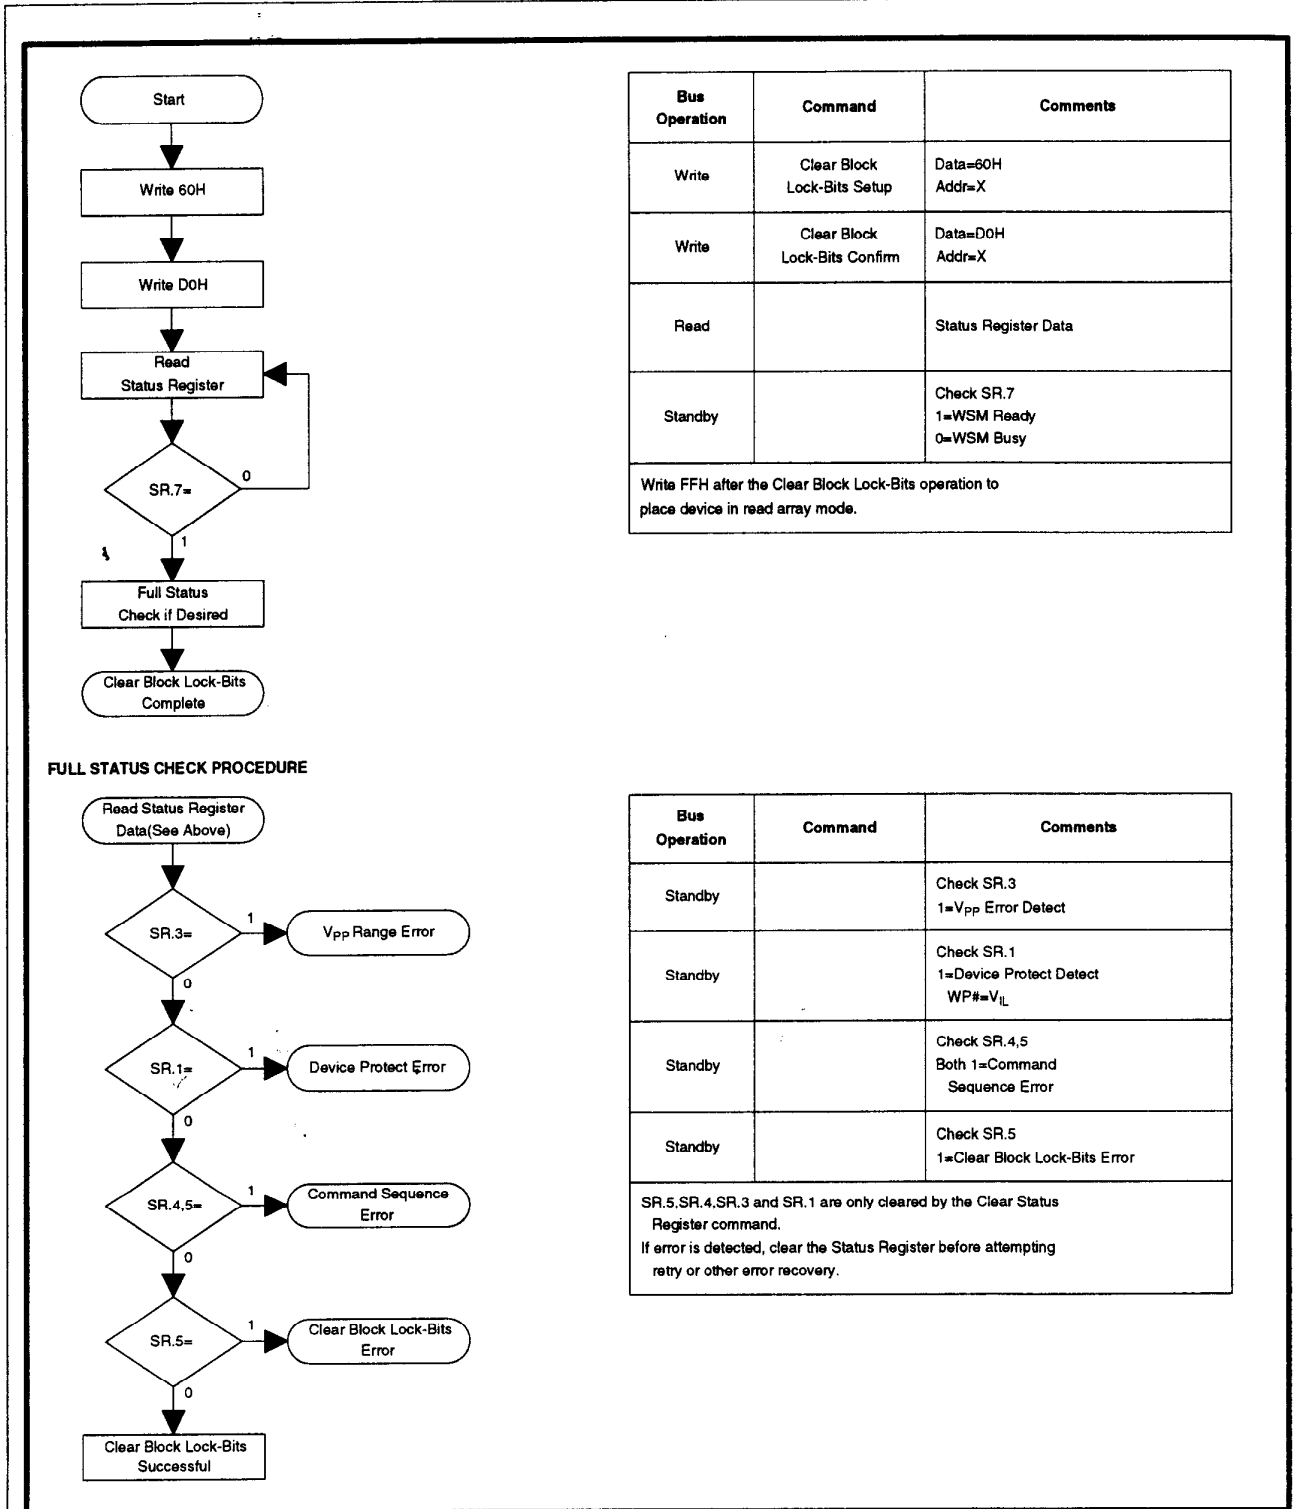 Start
Write 60H
Write D0H
Read
Status Register
SR.7=
0
1
Full Status
Check if Desired
Clear Block Lock-Bits
Complete
Bus
Operation
Command
Comments
Write
Clear Block
Lock-Bits Setup
Data=60H
Addr=X
Write
Clear Block
Lock-Bits Confirm
Data=D0H
Addr=X
Read
Status Register Data
Standby
Check SR.7
1=WSM Ready
0=WSM Busy
Write FFH after the Clear Block Lock-Bits operation to
place device in read array mode.
FULL STATUS CHECK PROCEDURE
Read Status Register
Data(See Above)
SR.3=
1
VPP Range Error
0
SR.1=
1
Device Protect Error
0
SR.4,5=
1
Command Sequence
Error
0
SR.5=
1
Clear Block Lock-Bits
Error
0
Clear Block Lock-Bits
Successful
Bus
Operation
Command
Comments
Standby
Check SR.3
1=VPP Error Detect
Standby
Check SR.1
1=Device Protect Detect
WP#=VIL
Standby
Check SR.4,5
Both 1=Command
Sequence Error
Standby
Check SR.5
1=Clear Block Lock-Bits Error
SR.5,SR.4,SR.3 and SR.1 are only cleared by the Clear Status
Register command.
If error is detected, clear the Status Register before attempting
retry or other error recovery.